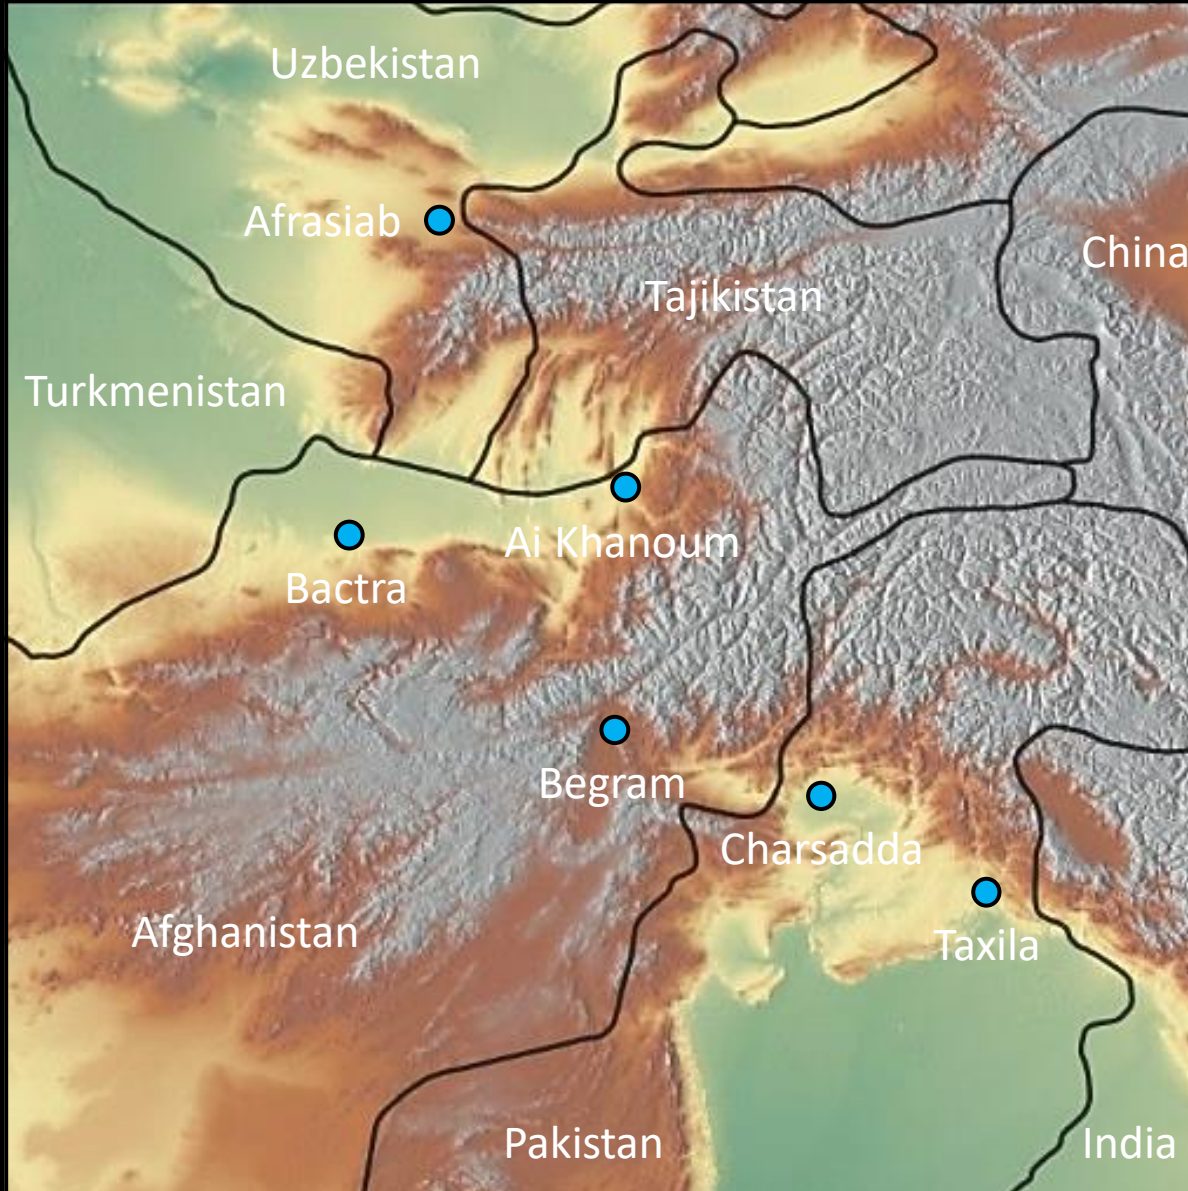 Uzbekistan
Afrasiab
China
Tajikistan
Turkmenistan
Ai Khanoum
Bactra
Begram
Charsadda
Afghanistan
Taxila
Pakistan
India